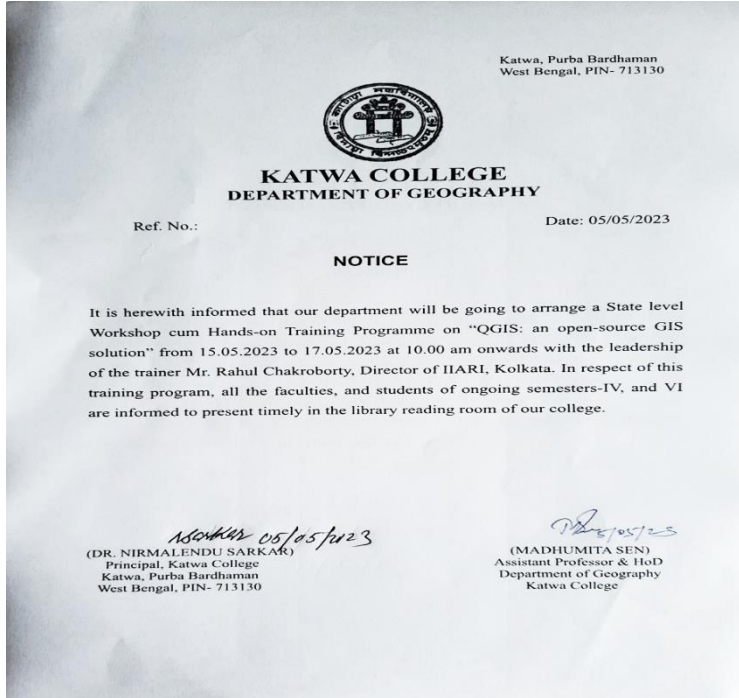 Katwa, Purba Bardhaman
West Bengal, PIN- 713130
KATWA COLLEGE
DEPARTMENT OF GEOGRAPHY
Ref. No.:
Date: 05/05/2023
NOTICE
It is herewith informed that our department will be going to arrange a State level
Workshop cum Hands-on Training Programme on “QGIS: an open-source GIS
solution” from 15.05.2023 to 17.05.2023 at 10.00 am onwards with the leadership
of the trainer Mr. Rahul Chakroborty, Director of IIARI, Kolkata. In respect of this
training program, all the faculties, and students of ongoing semesters-IV, and VI
are informed to present timely in the library reading room of our college.
05/05/2023
(DR. NIRMALENDU SARKAR)
Principal, Katwa College
Katwa, Purba Bardhaman
West Bengal, PIN- 713130
(MADHUMITA SEN)
Assistant Professor & HoD
Department of Geography
Katwa College